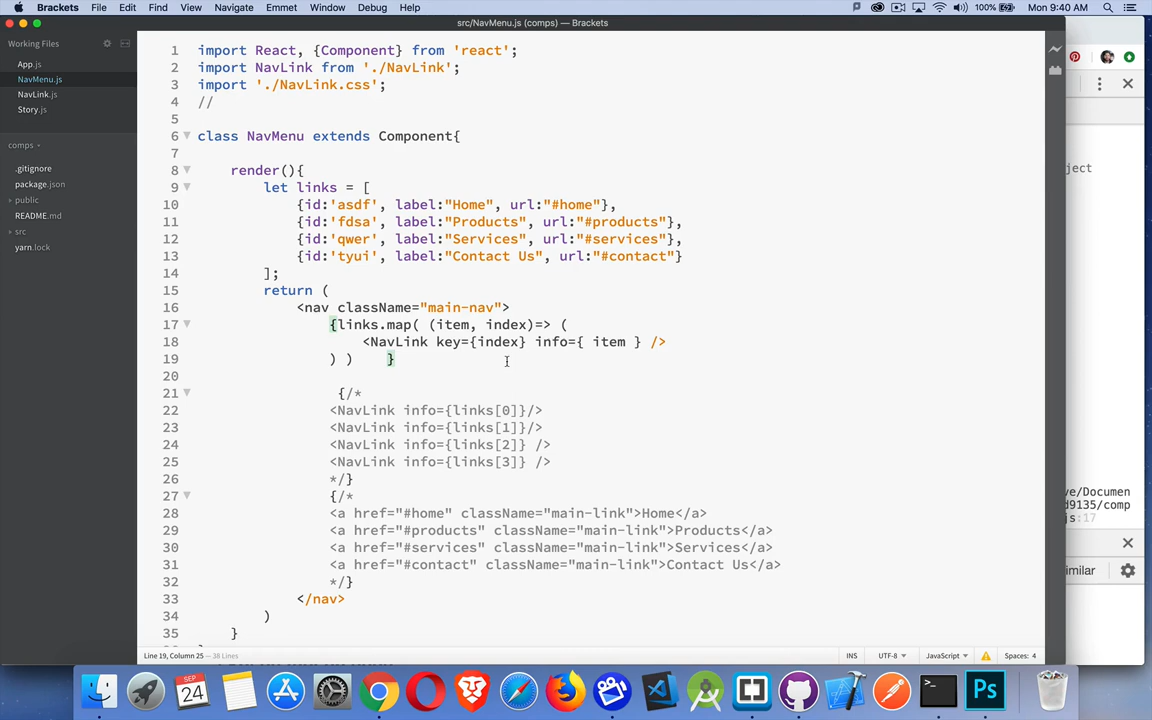 Brackets File Edit Find View Navigate Emmet Window Debug Help 100% Mon 9:40 AM
src/NavMenu.js (comps) — Brackets
Working Files
App.js
NavMenu.js
NavLink.js
Story.js
comps
.gitignore
package.json
public
README.md
src
yarn.lock
1 import React, {Component} from 'react';
2 import NavLink from './NavLink';
3 import './NavLink.css';
4 //
5
6 class NavMenu extends Component{
7
8 render(){
9 let links = [
10 {id:'asdf', label:"Home", url:"#home"},
11 {id:'fdsa', label:"Products", url:"#products"},
12 {id:'qwer', label:"Services", url:"#services"},
13 {id:'tyui', label:"Contact Us", url:"#contact"}
14 ];
15 return (
16 <nav className="main-nav">
17 {links.map( (item, index)=> (
18 <NavLink key={index} info={ item } />
19 ) ) }
20
21 {/*
22 <NavLink info={links[0]}/>
23 <NavLink info={links[1]}/>
24 <NavLink info={links[2]} />
25 <NavLink info={links[3]} />
26 */}
27 {/*
28 <a href="#home" className="main-link">Home</a>
29 <a href="#products" className="main-link">Products</a>
30 <a href="#services" className="main-link">Services</a>
31 <a href="#contact" className="main-link">Contact Us</a>
32 */}
33 </nav>
34 )
35 }
ject
ve/Documen
d9135/comp
js:17
imilar
Line 19, Column 25 — 38 Lines
INS UTF-8 JavaScript Spaces: 4
SEP
24
>_
Ps